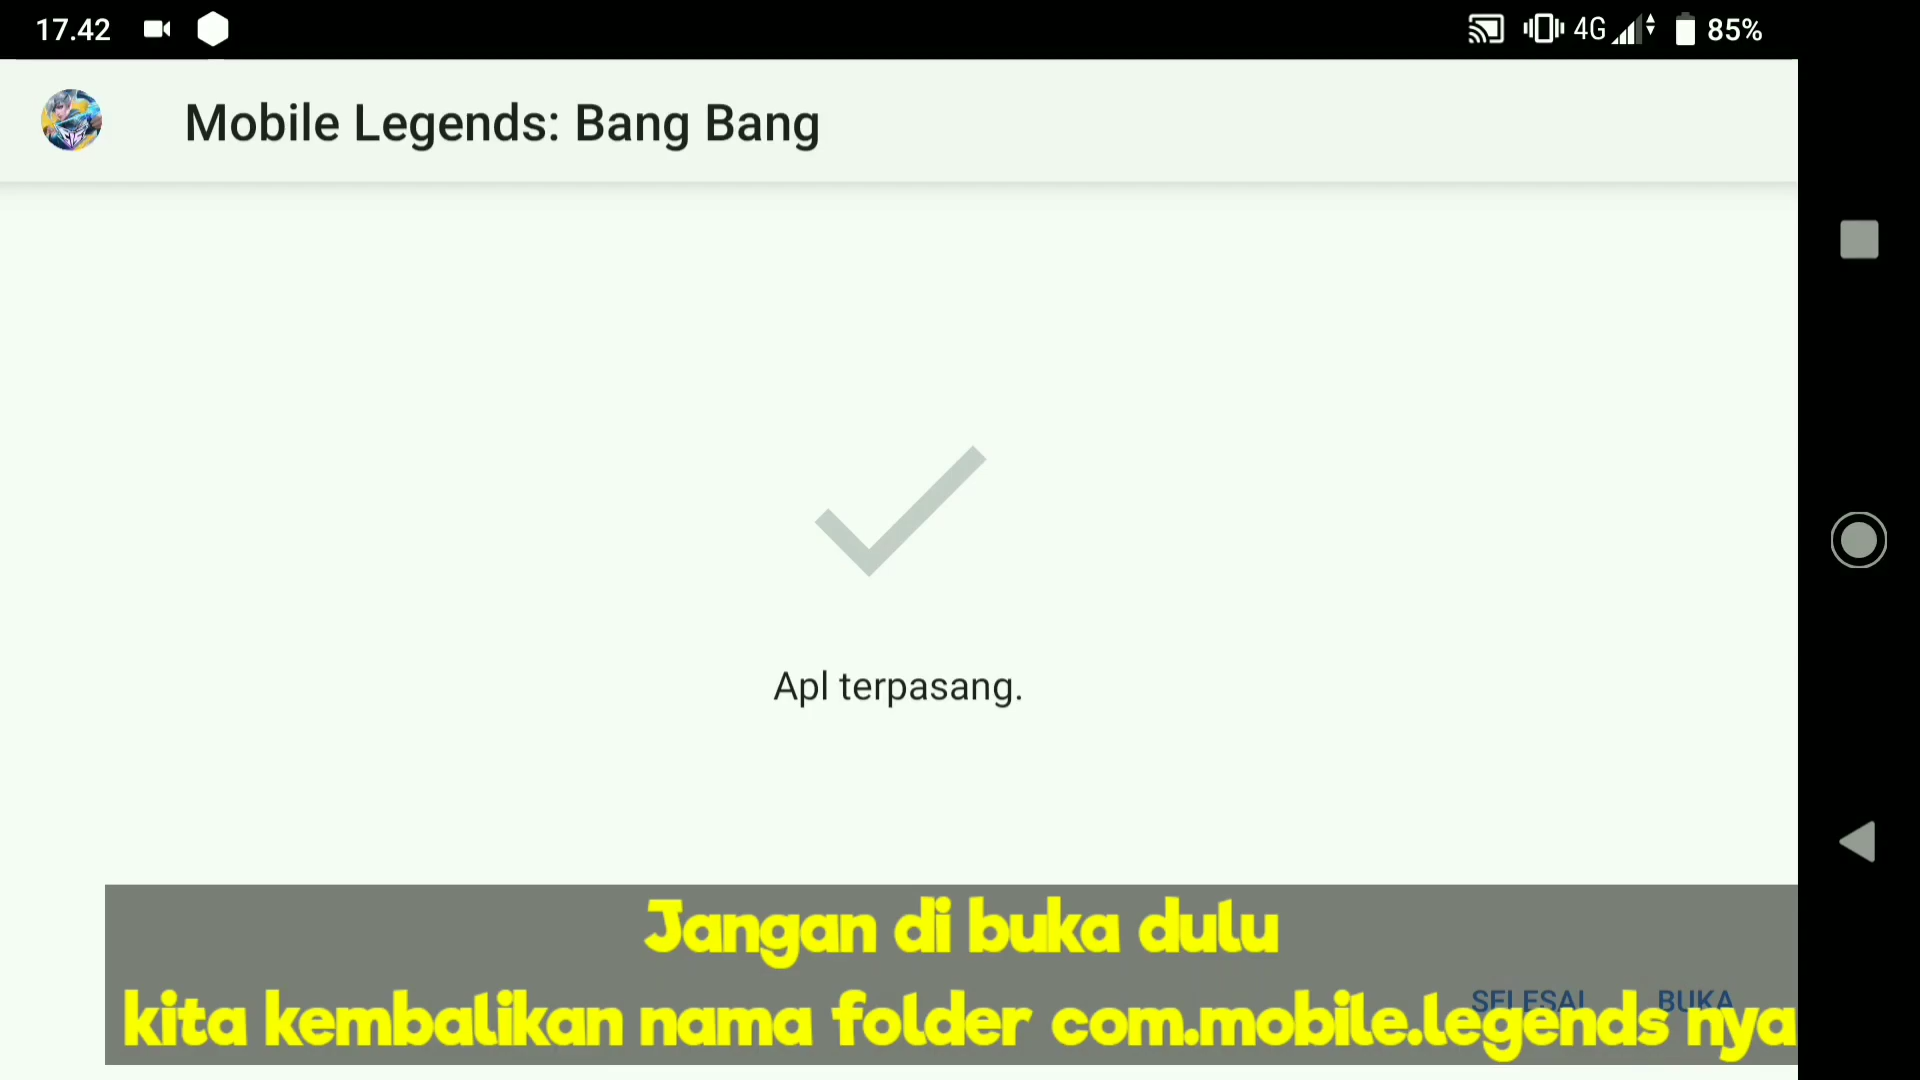 17.42
4G 85%
Mobile Legends: Bang Bang
Apl terpasang.
Jangan di buka dulu
SELESAI BUKA
kita kembalikan nama folder com.mobile.legends nya